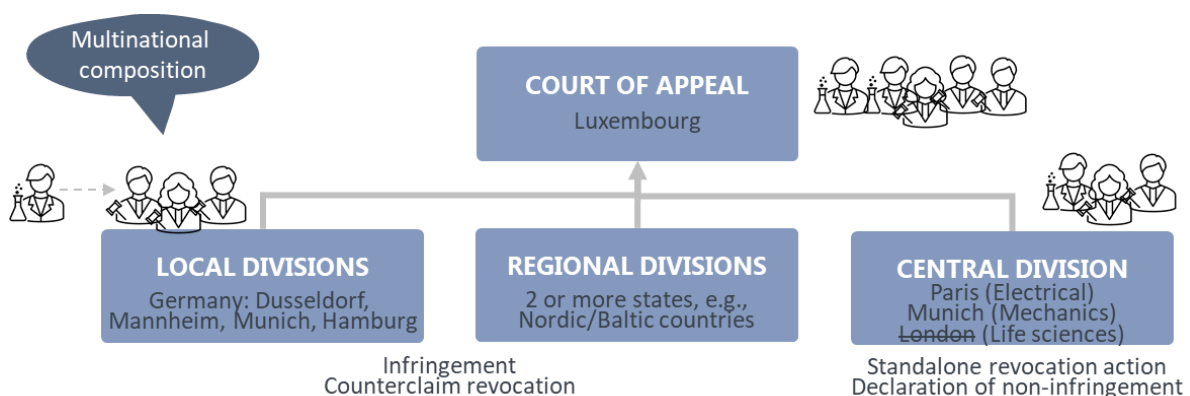 Multinational
composition
COURT OF APPEAL
Luxembourg
LOCAL DIVISIONS
Germany: Dusseldorf,
Mannheim, Munich, Hamburg
REGIONAL DIVISIONS
2 or more states, e.g.,
Nordic/Baltic countries
CENTRAL DIVISION
Paris (Electrical)
Munich (Mechanics)
London (Life sciences)
Infringement
Counterclaim revocation
Standalone revocation action
Declaration of non-infringement